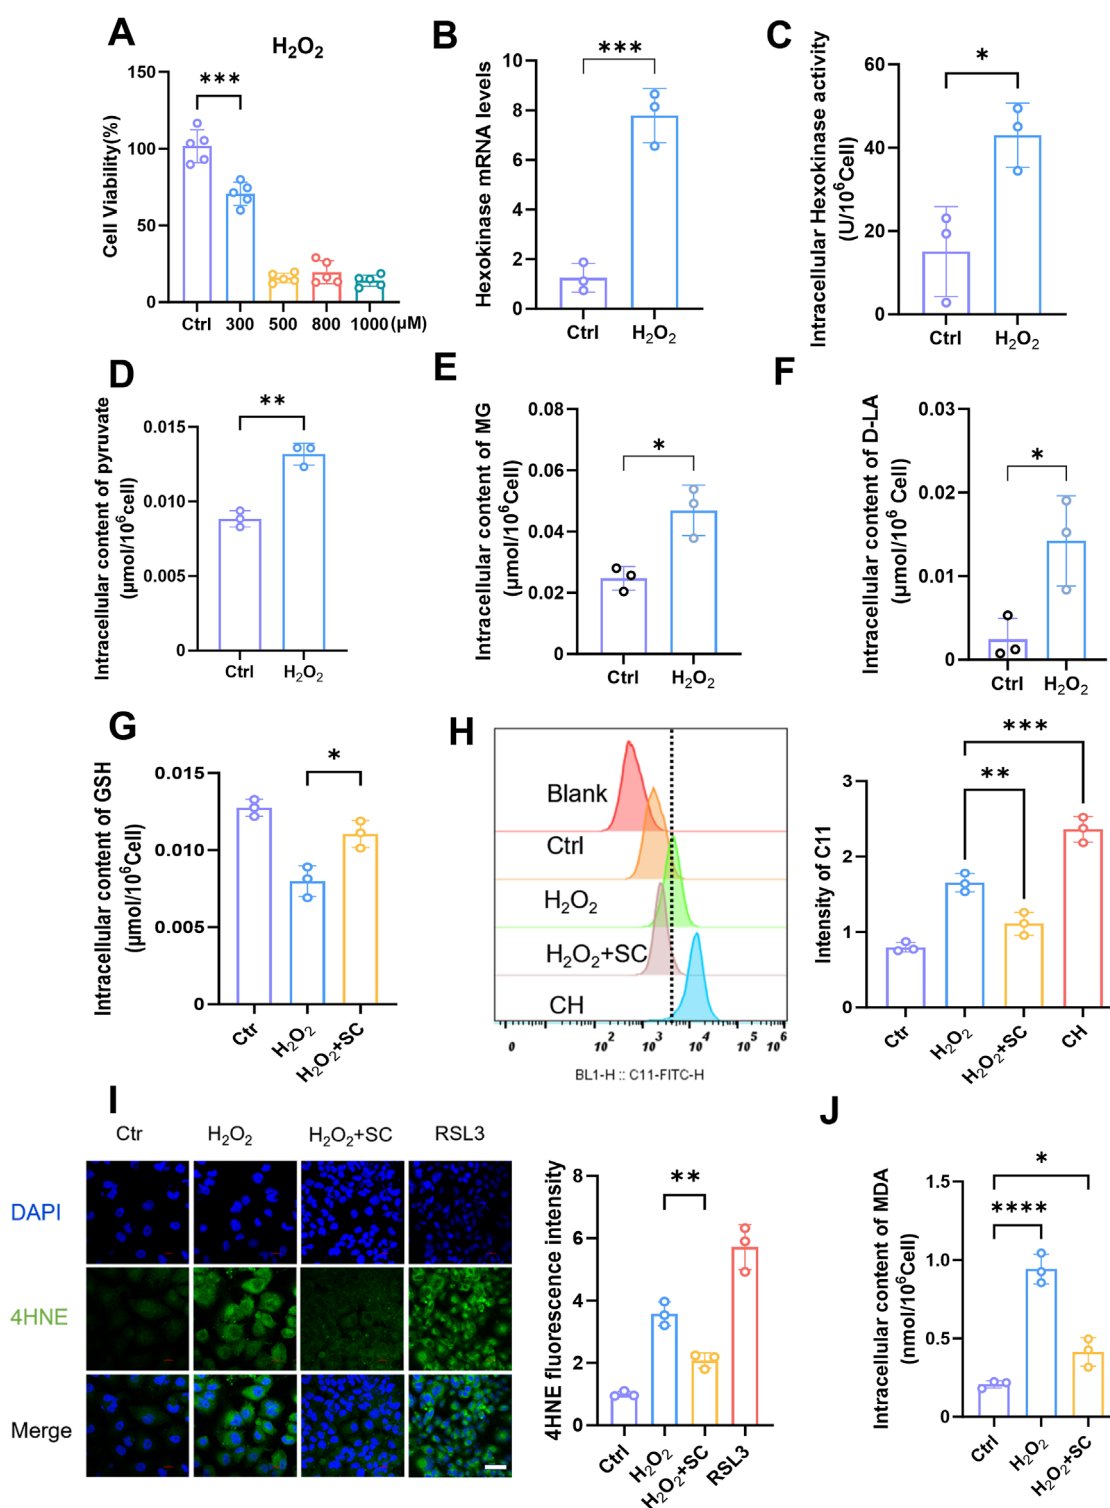 A
H2O2
Cell Viability(%)
150
100
50
0
***
Ctrl 300 500 800 1000 (μM)
B
Hexokinase mRNA levels
10
8
6
4
2
0
***
Ctrl H2O2
C
Intracellular Hexokinase activity
(U/10^6Cell)
60
40
20
0
*
Ctrl H2O2
D
Intracellular content of pyruvate
(μmol/10^6cell)
0.015
0.010
0.005
0
**
Ctrl H2O2
E
Intracellular content of MG
(μmol/10^6Cell)
0.08
0.06
0.04
0.02
0
*
Ctrl H2O2
F
Intracellular content of D-LA
(μmol/10^6 Cell)
0.03
0.02
0.01
0
*
Ctrl H2O2
G
Intracellular content of GSH
(μmol/10^6Cell)
0.015
0.010
0.005
0
*
Ctr H2O2 H2O2+SC
H
Blank
Ctrl
H2O2
H2O2+SC
CH
0 10^2 10^3 10^4 10^5 10^6
BL1-H :: C11-FITC-H
Intensity of C11
3
2
1
0
***
**
Ctr H2O2 H2O2+SC CH
I
Ctr H2O2 H2O2+SC RSL3
DAPI
4HNE
Merge
4HNE fluorescence intensity
8
6
4
2
0
**
Ctrl H2O2 H2O2+SC RSL3
J
Intracellular content of MDA
(nmol/10^6Cell)
1.5
1.0
0.5
0
*
****
Ctrl H2O2 H2O2+SC